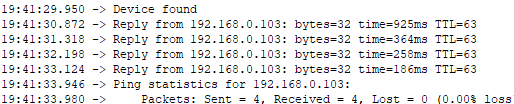 19:41:29.950 -> Device found
19:41:30.872 -> Reply from 192.168.0.103: bytes=32 time=925ms TTL=63
19:41:31.318 -> Reply from 192.168.0.103: bytes=32 time=364ms TTL=63
19:41:32.198 -> Reply from 192.168.0.103: bytes=32 time=258ms TTL=63
19:41:33.124 -> Reply from 192.168.0.103: bytes=32 time=186ms TTL=63
19:41:33.946 -> Ping statistics for 192.168.0.103:
19:41:33.980 ->     Packets: Sent = 4, Received = 4, Lost = 0 (0.00% loss